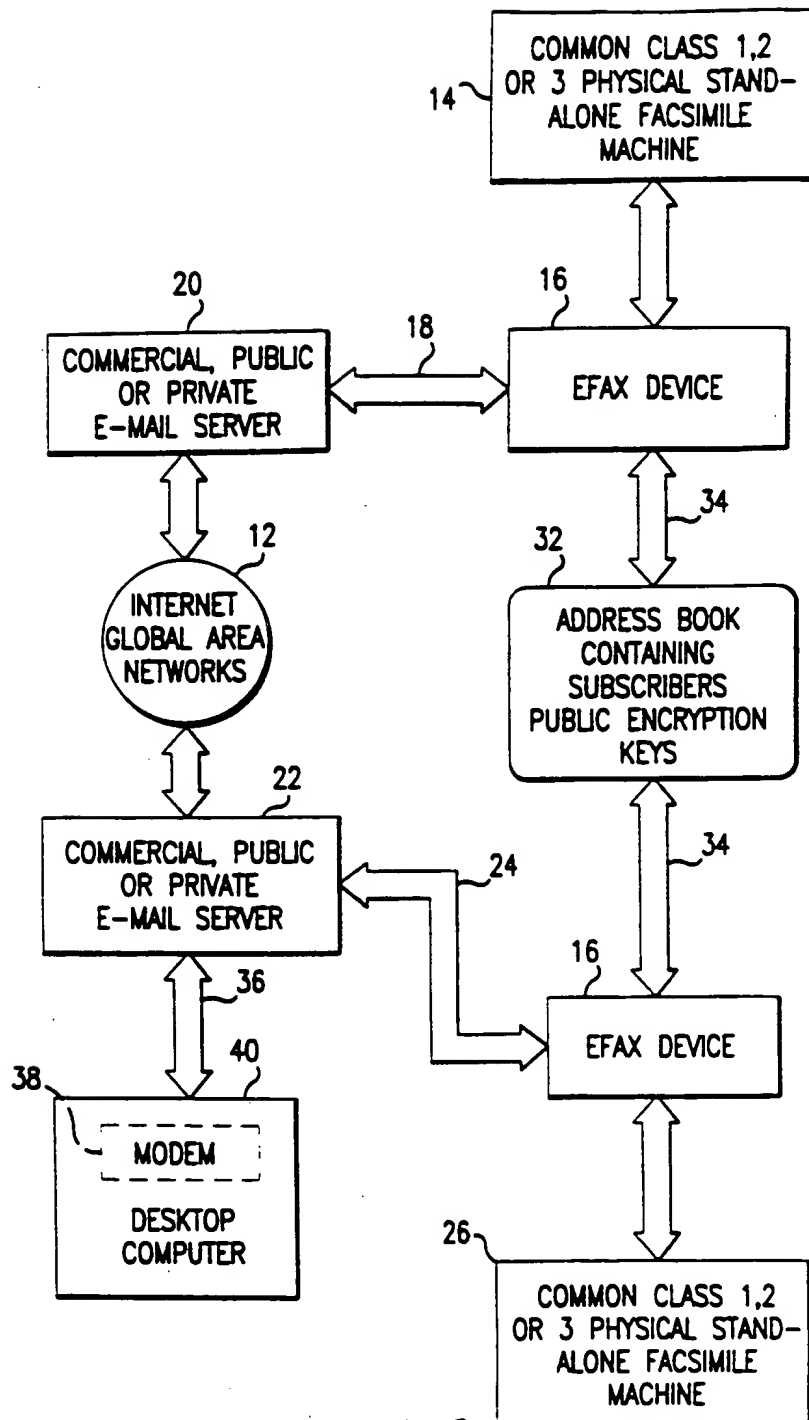 COMMON CLASS 1,2
OR 3 PHYSICAL STAND-
ALONE FACSIMILE
MACHINE
14
20
16
18
COMMERCIAL, PUBLIC
OR PRIVATE
E-MAIL SERVER
EFAX DEVICE
34
12
32
INTERNET
GLOBAL AREA
NETWORKS
ADDRESS BOOK
CONTAINING
SUBSCRIBERS
PUBLIC ENCRYPTION
KEYS
22
COMMERCIAL, PUBLIC
OR PRIVATE
E-MAIL SERVER
24
34
36
16
EFAX DEVICE
38
40
MODEM
DESKTOP
COMPUTER
26
COMMON CLASS 1,2
OR 3 PHYSICAL STAND-
ALONE FACSIMILE
MACHINE